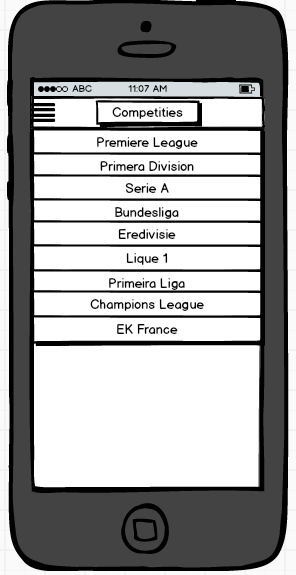 ABC 11:07 AM
Competities
Premiere League
Primera Division
Serie A
Bundesliga
Eredivisie
Lique 1
Primeira Liga
Champions League
EK France